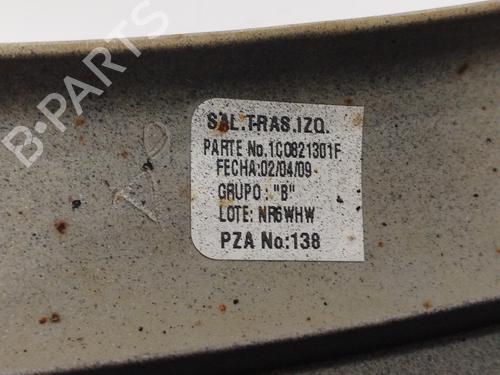 SAL.TRAS.IZQ.
PARTE No.1C0821301F
FECHA:02/04/09
GRUPO : "B"
LOTE: NR6WHW
PZA No:138
B-PARTS